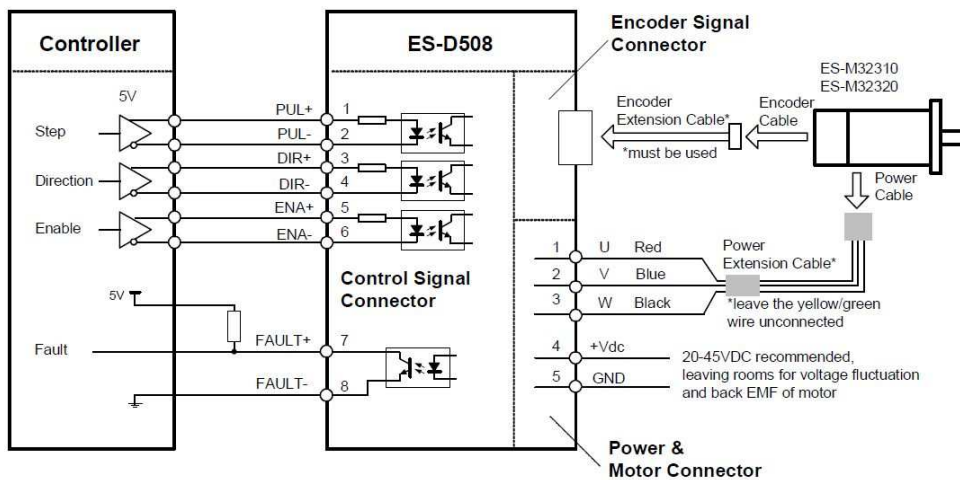 Controller
ES-D508
Encoder Signal
Connector
ES-M32310
ES-M32320
5V
Step
PUL+
1
PUL-
2
Direction
DIR+
3
DIR-
4
Enable
ENA+
5
ENA-
6
Encoder
Extension Cable*
*must be used
Encoder
Cable
Power
Cable
Control Signal
Connector
1
U
Red
2
V
Blue
3
W
Black
Power
Extension Cable*
*leave the yellow/green
wire unconnected
5V
Fault
FAULT+
7
FAULT-
8
4
+Vdc
5
GND
20-45VDC recommended,
leaving rooms for voltage fluctuation
and back EMF of motor
Power &
Motor Connector